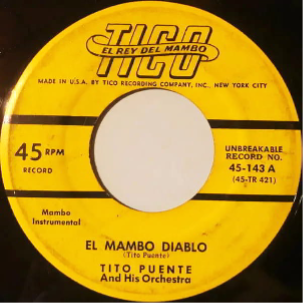 TICO
EL REY DEL MAMBO
MADE IN U.S.A. BY TICO RECORDING COMPANY, INC., NEW YORK CITY
45 RPM
RECORD
UNBREAKABLE
RECORD NO.
45-143 A
(45-TR 421)
Mambo
Instrumental
EL MAMBO DIABLO
(Tito Puente)
TITO PUENTE
And His Orchestra